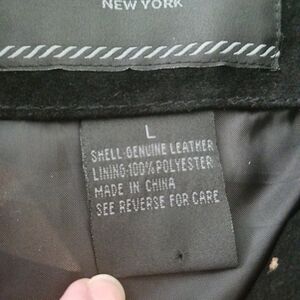 NEW YORK
L
SHELL-GENUINE LEATHER
LINING-100% POLYESTER
MADE IN CHINA
SEE REVERSE FOR CARE